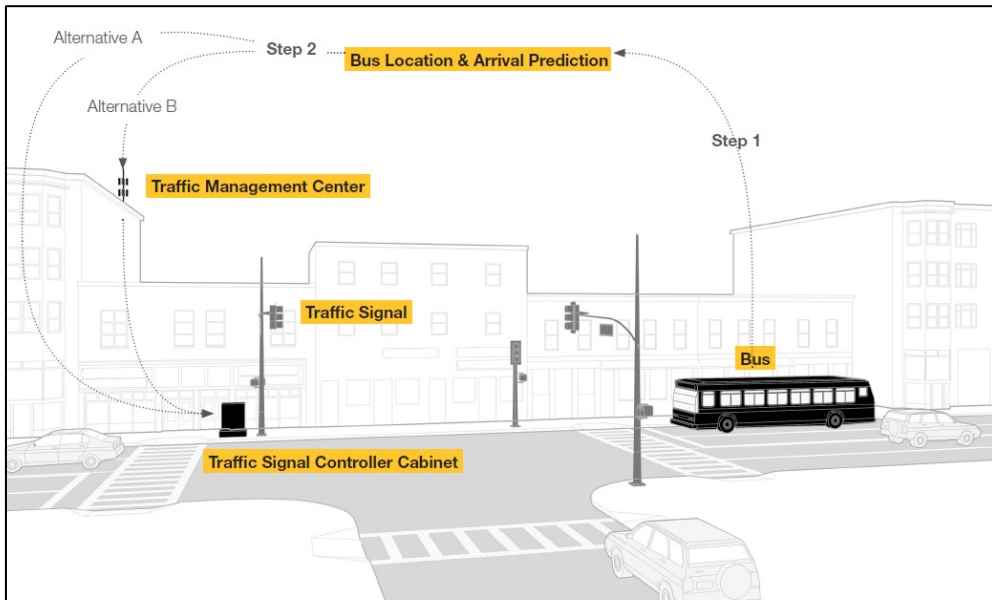 Alternative A
Step 2
Bus Location & Arrival Prediction
Alternative B
Step 1
Traffic Management Center
Traffic Signal
Bus
Traffic Signal Controller Cabinet